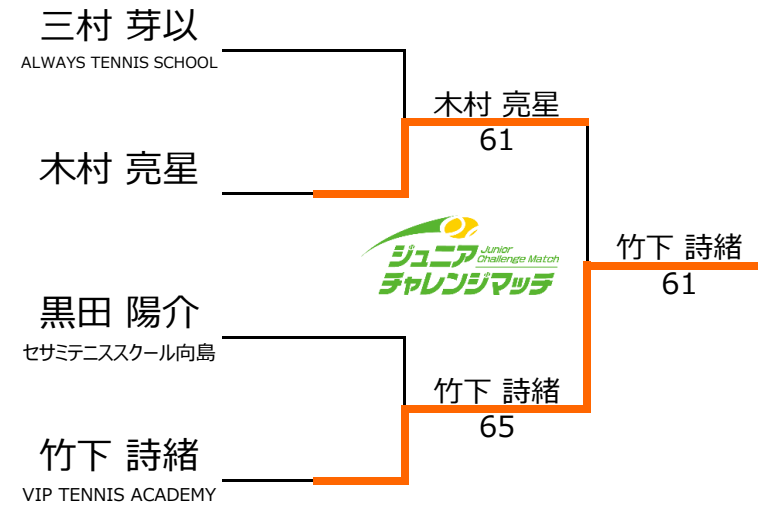 三村 芽以
ALWAYS TENNIS SCHOOL
木村 亮星
61
木村 亮星
竹下 詩緒
61
ジュニア Junior
Challenge Match
チャレンジマッチ
黒田 陽介
セサミテニススクール向島
竹下 詩緒
65
竹下 詩緒
VIP TENNIS ACADEMY